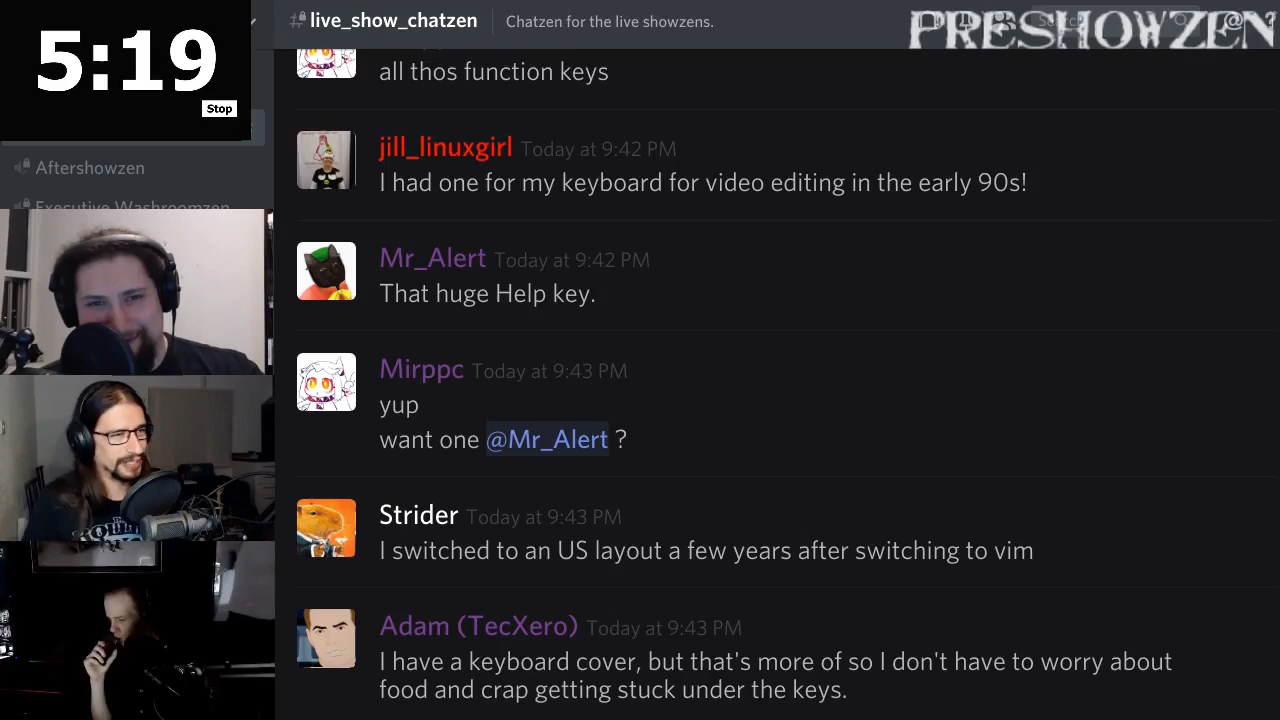 5:19
Stop
live_show_chatzen
Chatzen for the live showzens.
PRESHOWZEN
Search
Aftershowzen
Executive Washroomzen
all thos function keys
jill_linuxgirl Today at 9:42 PM
I had one for my keyboard for video editing in the early 90s!
Mr_Alert Today at 9:42 PM
That huge Help key.
Mirppc Today at 9:43 PM
yup
want one @Mr_Alert ?
Strider Today at 9:43 PM
I switched to an US layout a few years after switching to vim
Adam (TecXero) Today at 9:43 PM
I have a keyboard cover, but that's more of so I don't have to worry about
food and crap getting stuck under the keys.